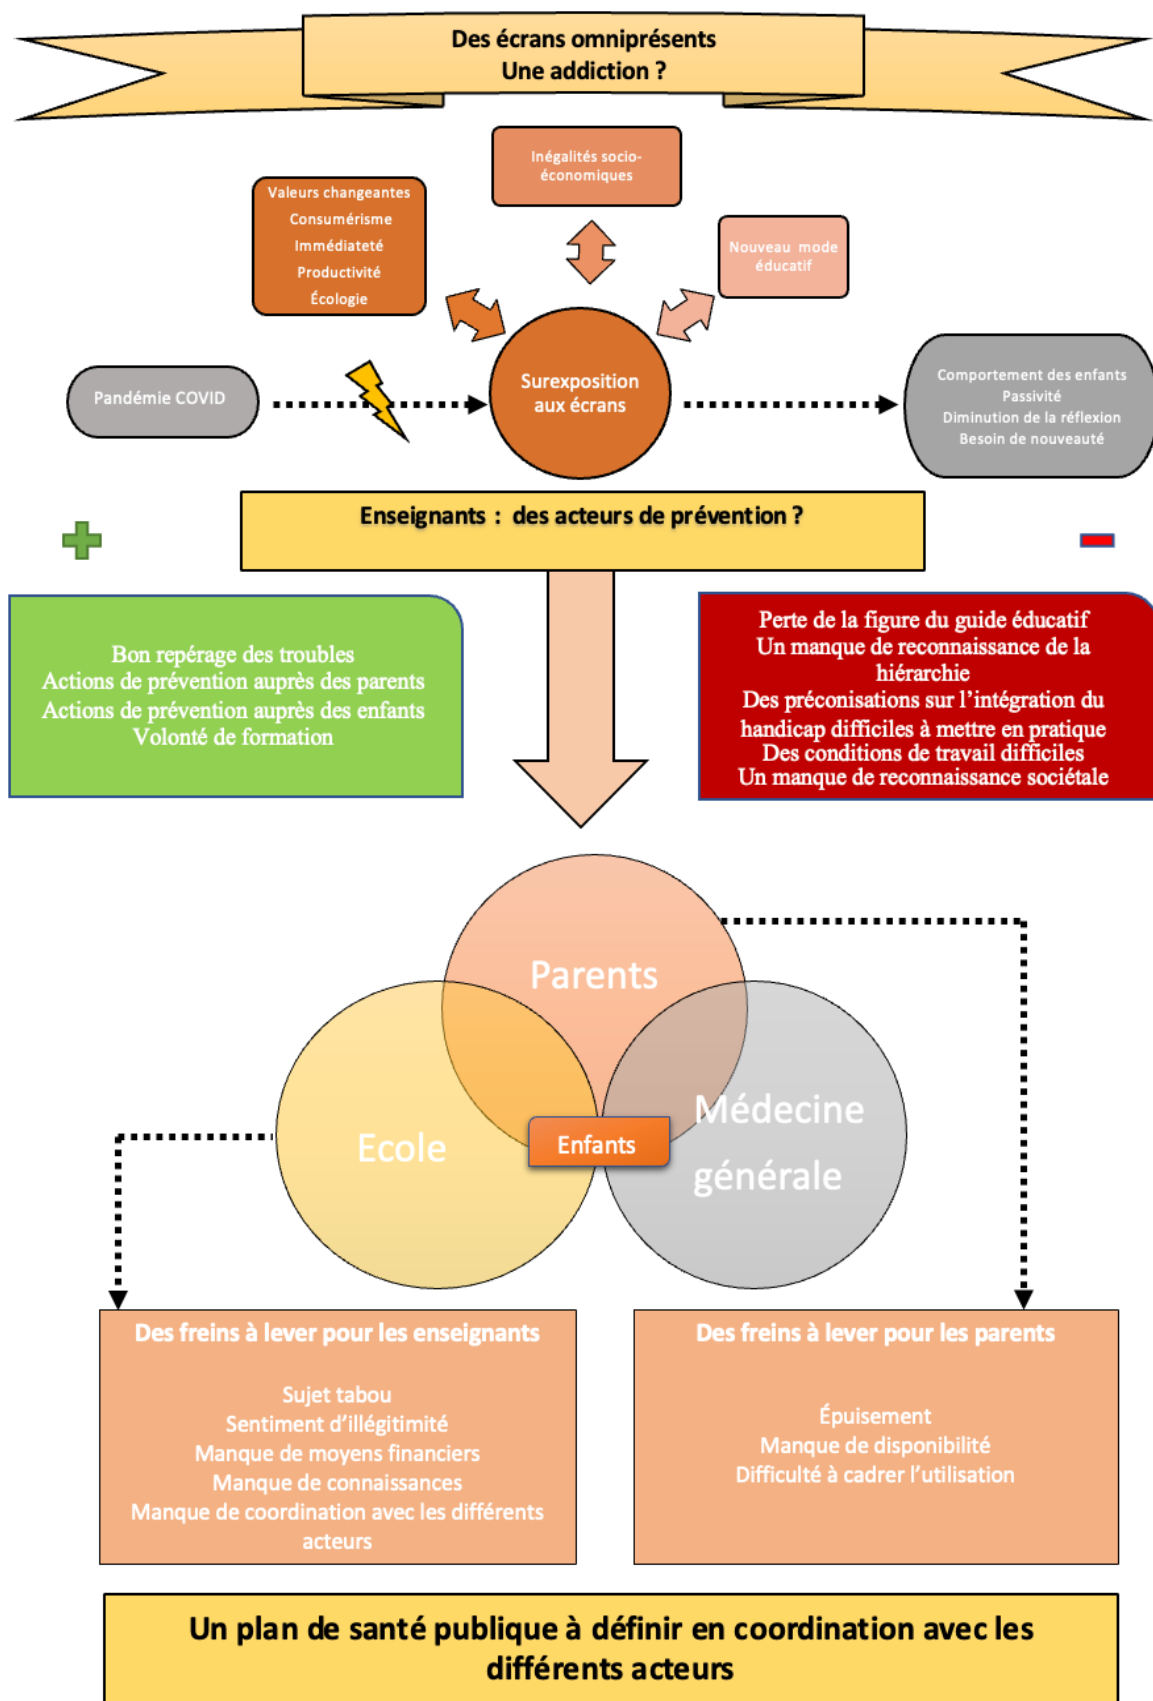 Des écrans omniprésents
Une addiction ?
Inégalités socio-
économiques
Valeurs changeantes
Consumérisme
Immédiateté
Productivité
Écologie
Nouveau mode
éducatif
Pandémie COVID
Surexposition
aux écrans
Comportement des enfants
Passivité
Diminution de la réflexion
Besoin de nouveauté
Enseignants : des acteurs de prévention ?
Bon repérage des troubles
Actions de prévention auprès des parents
Actions de prévention auprès des enfants
Volonté de formation
Perte de la figure du guide éducatif
Un manque de reconnaissance de la
hiérarchie
Des préconisations sur l’intégration du
handicap difficiles à mettre en pratique
Des conditions de travail difficiles
Un manque de reconnaissance sociétale
Parents
Ecole
Médecine
générale
Enfants
Des freins à lever pour les enseignants
Sujet tabou
Sentiment d’illégitimité
Manque de moyens financiers
Manque de connaissances
Manque de coordination avec les différents
acteurs
Des freins à lever pour les parents
Épuisement
Manque de disponibilité
Difficulté à cadrer l’utilisation
Un plan de santé publique à définir en coordination avec les
différents acteurs